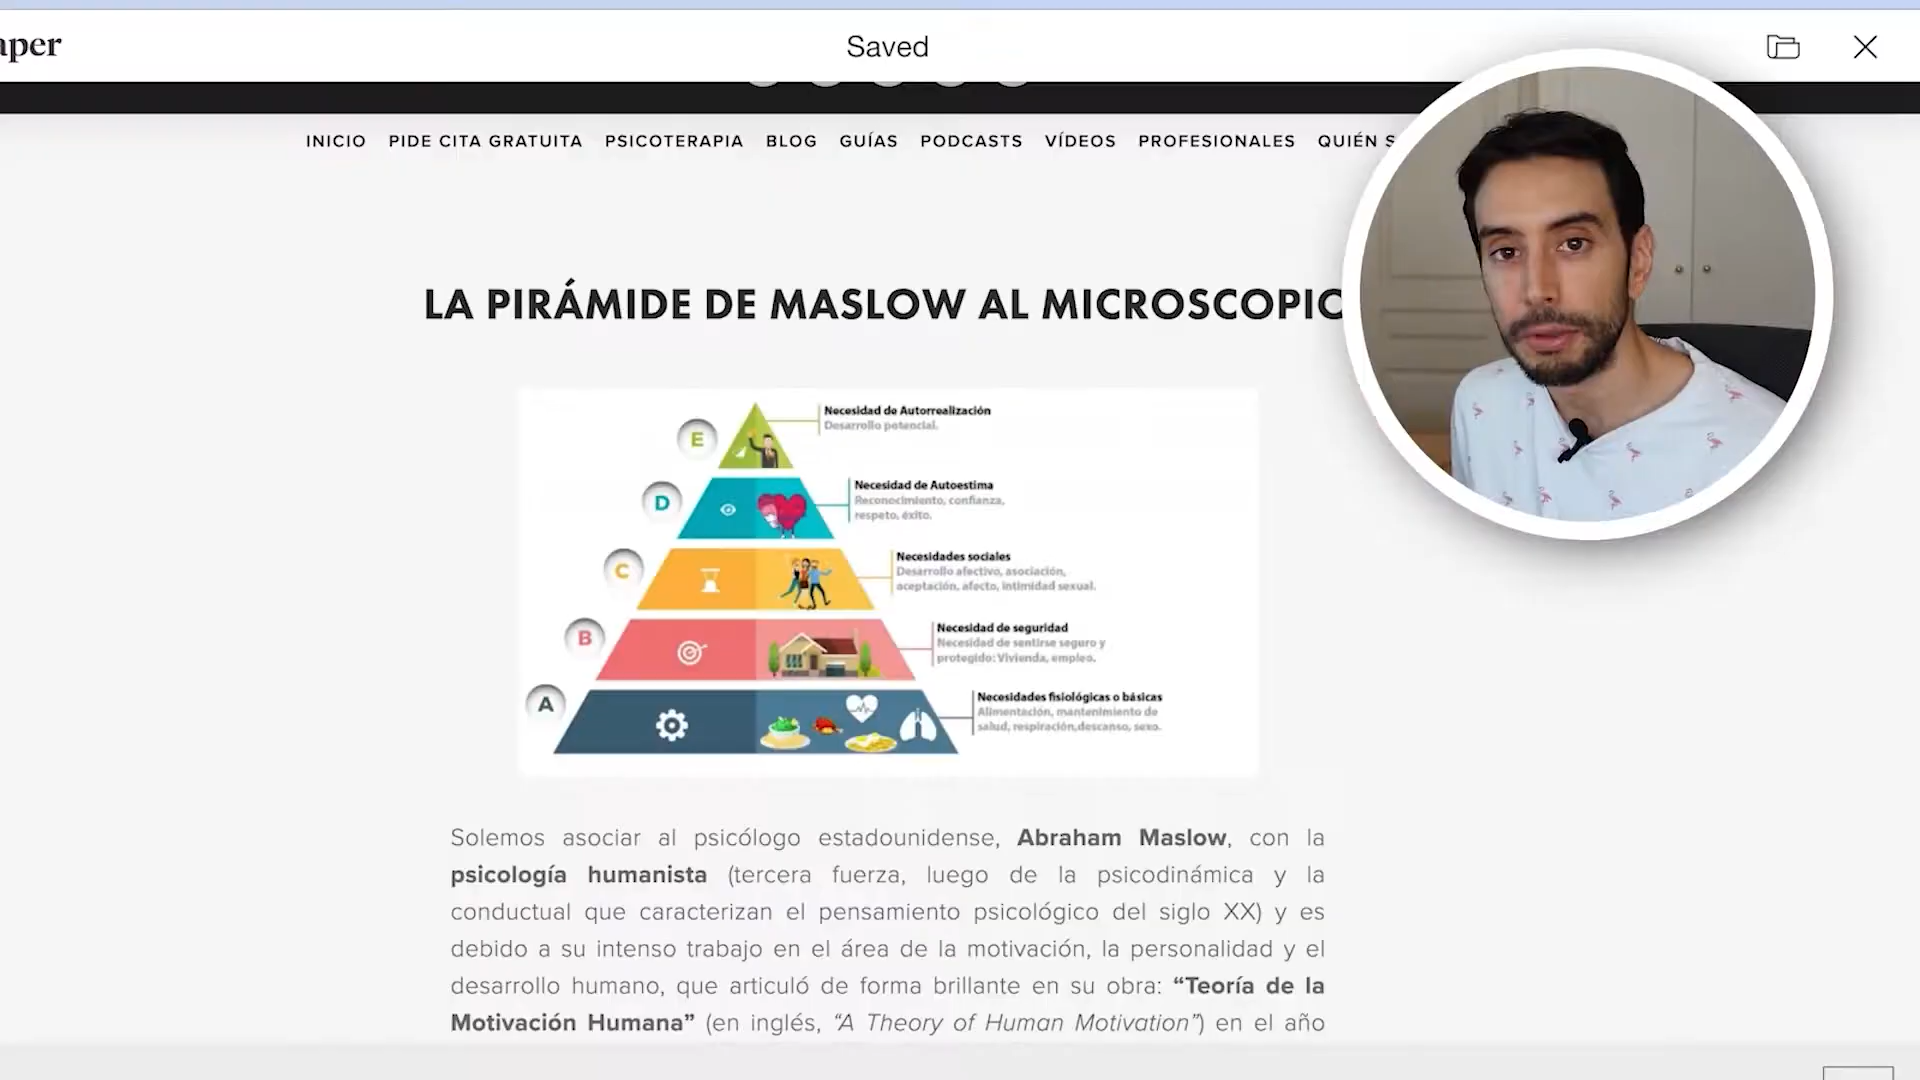 aper
Saved
INICIO PIDE CITA GRATUITA PSICOTERAPIA BLOG GUÍAS PODCASTS VÍDEOS PROFESIONALES QUIÉN S
LA PIRÁMIDE DE MASLOW AL MICROSCOPIO
E
Necesidad de Autorrealización
Desarrollo potencial.
D
Necesidad de Autoestima
Reconocimiento, confianza,
respeto, éxito.
C
Necesidades sociales
Desarrollo afectivo, asociación,
aceptación, afecto, intimidad sexual.
B
Necesidad de seguridad
Necesidad de sentirse seguro y
protegido: Vivienda, empleo.
A
Necesidades fisiológicas o básicas
Alimentación, mantenimiento de
salud, respiración,descanso, sexo.
Solemos asociar al psicólogo estadounidense, Abraham Maslow, con la
psicología humanista (tercera fuerza, luego de la psicodinámica y la
conductual que caracterizan el pensamiento psicológico del siglo XX) y es
debido a su intenso trabajo en el área de la motivación, la personalidad y el
desarrollo humano, que articuló de forma brillante en su obra: “Teoría de la
Motivación Humana” (en inglés, “A Theory of Human Motivation”) en el año